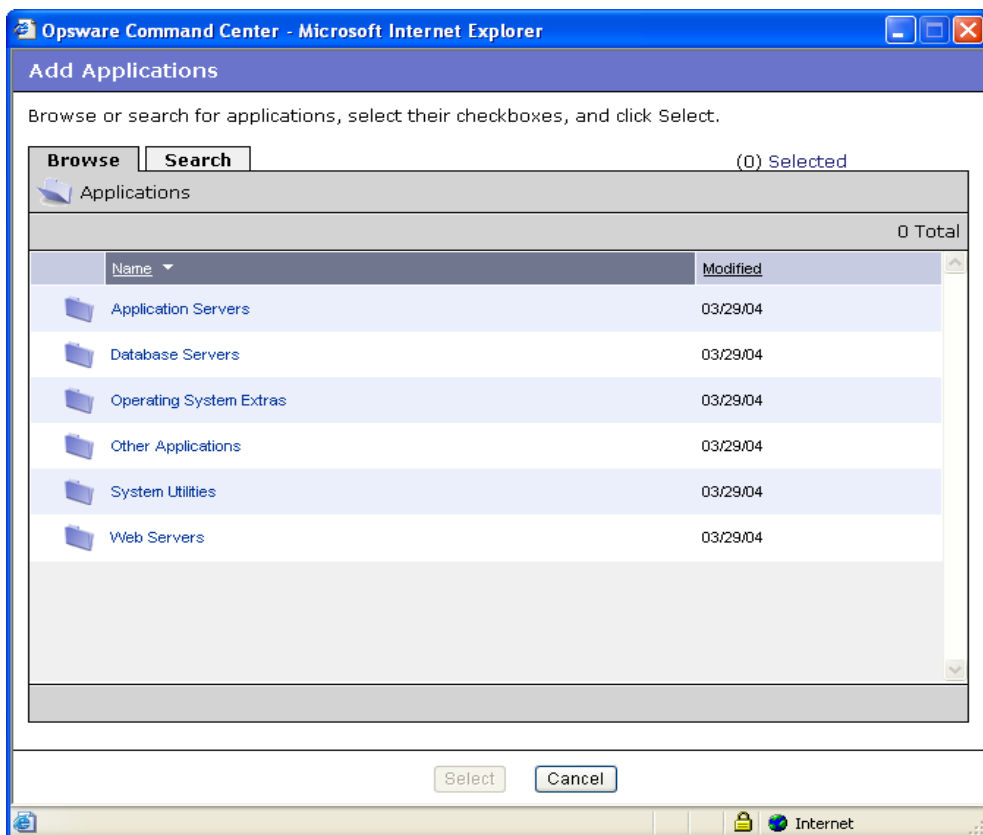 Opsware Command Center - Microsoft Internet Explorer
Add Applications
Browse or search for applications, select their checkboxes, and click Select.
Browse Search (0) Selected
Applications
0 Total
Name Modified
Application Servers 03/29/04
Database Servers 03/29/04
Operating System Extras 03/29/04
Other Applications 03/29/04
System Utilities 03/29/04
Web Servers 03/29/04
Select Cancel
Internet